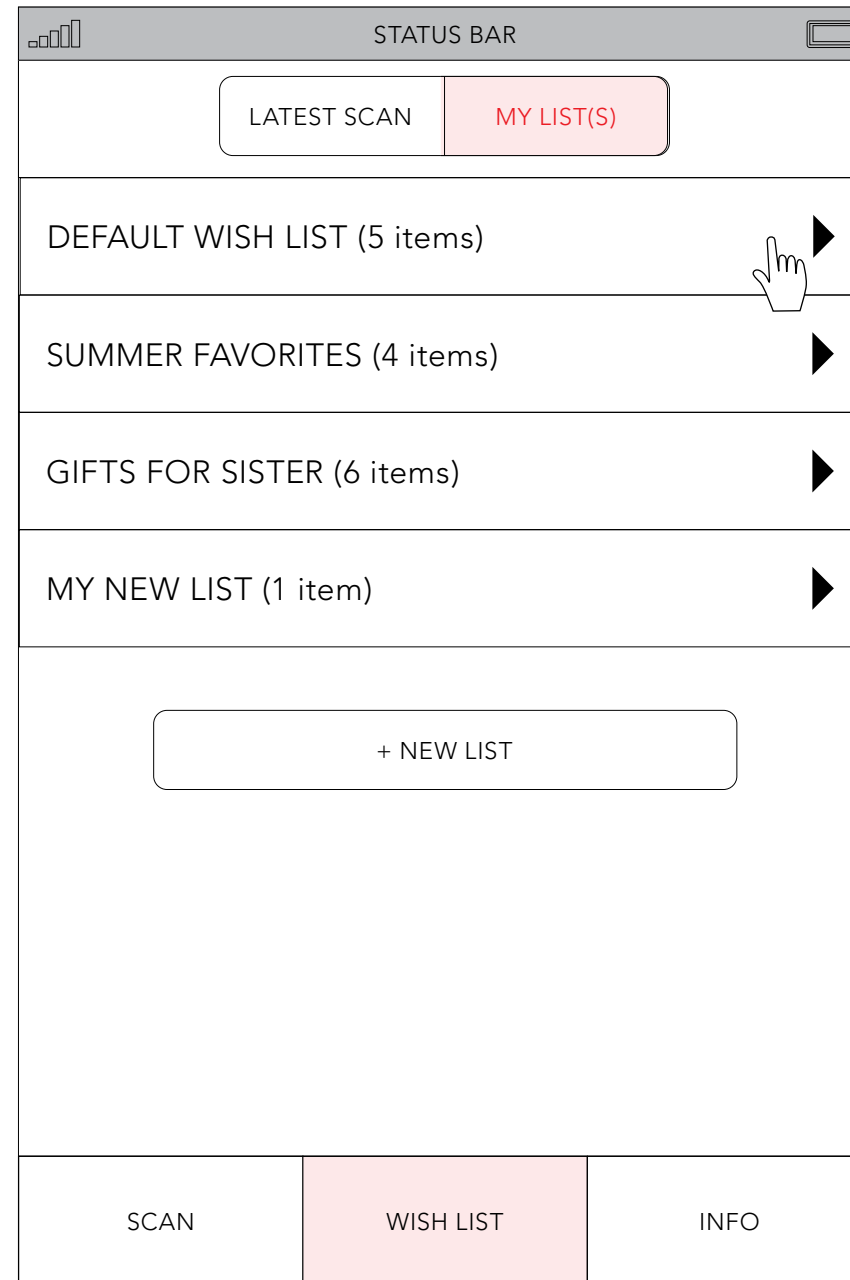 STATUS BAR
LATEST SCAN MY LIST(S)
DEFAULT WISH LIST (5 items)
SUMMER FAVORITES (4 items)
GIFTS FOR SISTER (6 items)
MY NEW LIST (1 item)
+ NEW LIST
SCAN WISH LIST INFO